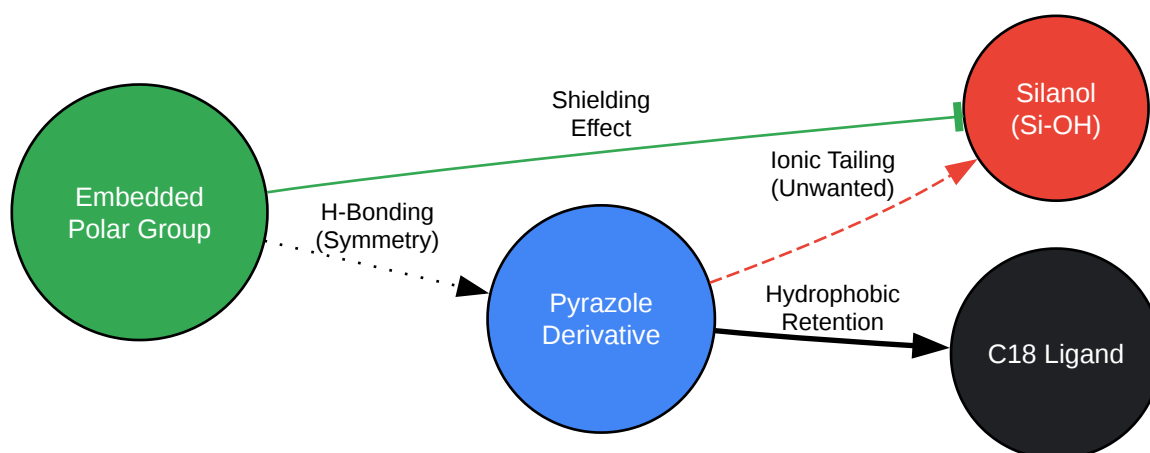 Embedded
Polar Group
Shielding
Effect
H-Bonding
(Symmetry)
Pyrazole
Derivative
Ionic Tailing
(Unwanted)
Hydrophobic
Retention
Silanol
(Si-OH)
C18 Ligand